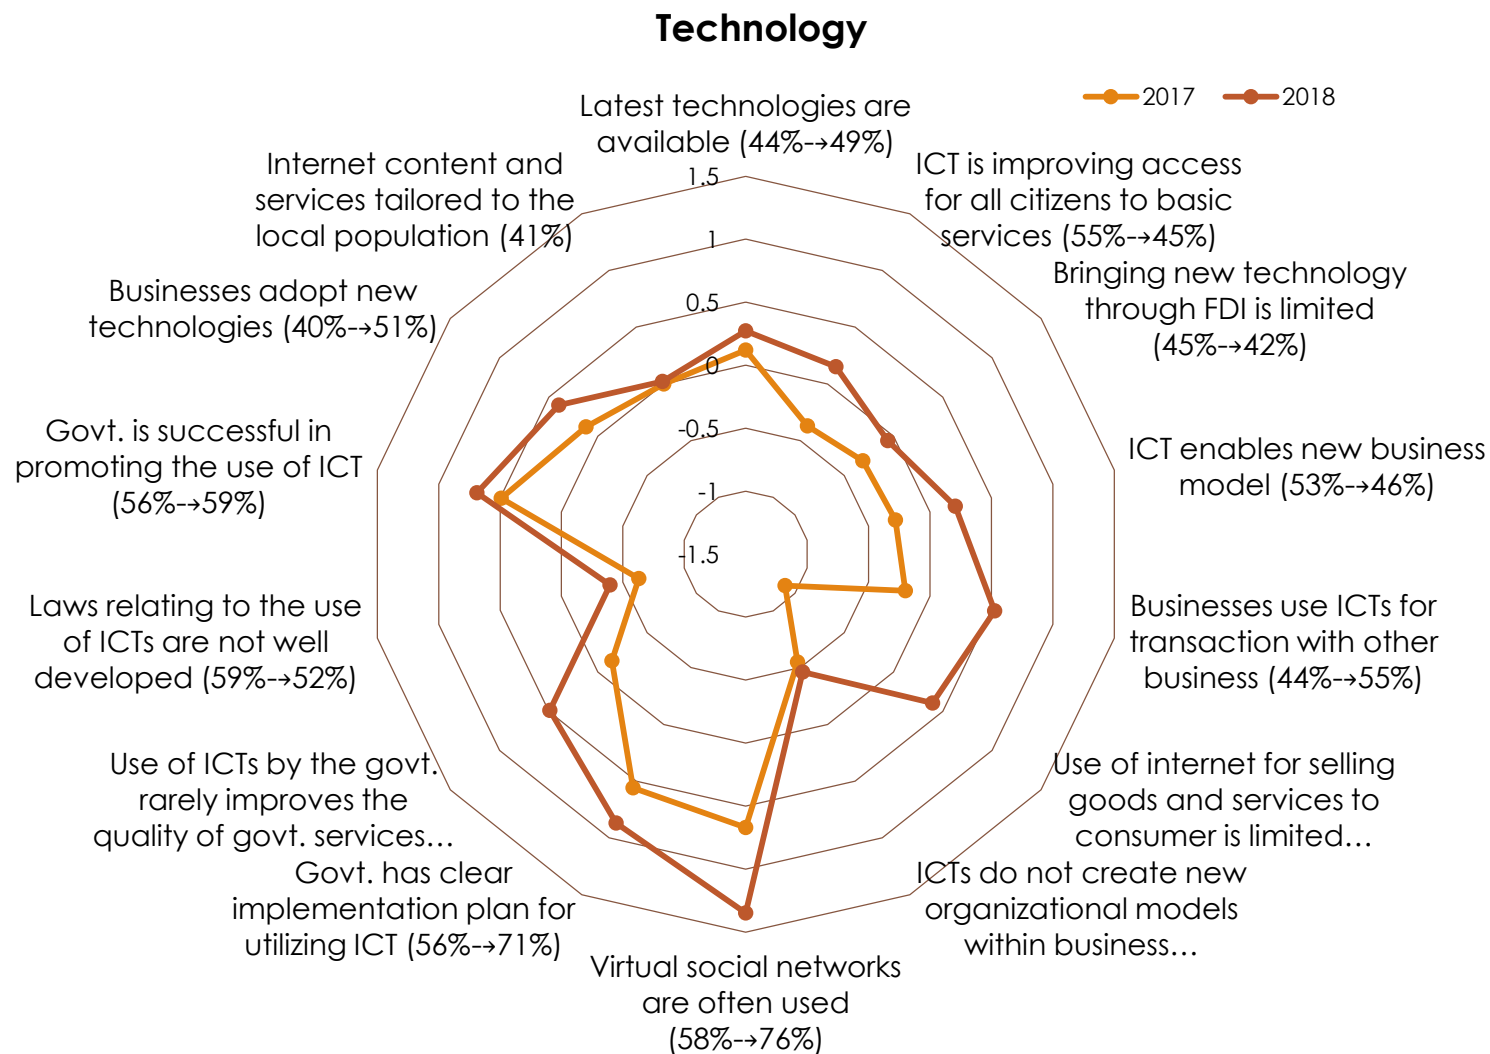 Technology
2017
2018
Latest technologies are
available (44%-→49%)
ICT is improving access
for all citizens to basic
services (55%-→45%)
Bringing new technology
through FDI is limited
(45%-→42%)
ICT enables new business
model (53%-→46%)
Businesses use ICTs for
transaction with other
business (44%-→55%)
Use of internet for selling
goods and services to
consumer is limited…
ICTs do not create new
organizational models
within business…
Virtual social networks
are often used
(58%-→76%)
Govt. has clear
implementation plan for
utilizing ICT (56%-→71%)
Use of ICTs by the govt.
rarely improves the
quality of govt. services…
Laws relating to the use
of ICTs are not well
developed (59%-→52%)
Govt. is successful in
promoting the use of ICT
(56%-→59%)
Businesses adopt new
technologies (40%-→51%)
Internet content and
services tailored to the
local population (41%)
1.5
1
0.5
0
-0.5
-1
-1.5